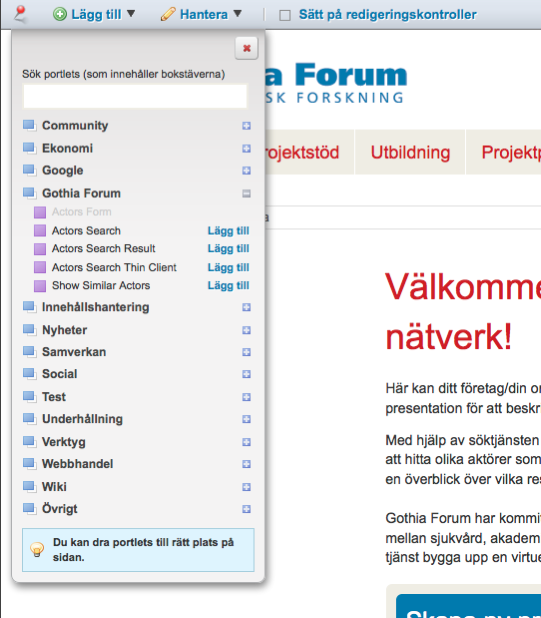 Lägg till ▼ Hantera ▼ Sätt på redigeringskontroller
Sök portlets (som innehåller bokstäverna)
Community
Ekonomi
Google
Gothia Forum
Actors Form
Actors Search Lägg till
Actors Search Result Lägg till
Actors Search Thin Client Lägg till
Show Similar Actors Lägg till
Innehållshantering
Nyheter
Samverkan
Social
Test
Underhållning
Verktyg
Webbhandel
Wiki
Övrigt
Du kan dra portlets till rätt plats på
sidan.
a Forum
SK FORSKNING
rojektstöd Utbildning Projektp
a
Välkomme
nätverk!
Här kan ditt företag/din or
presentation för att beskr
Med hjälp av söktjänsten
att hitta olika aktörer som
en överblick över vilka res
Gothia Forum har kommit
mellan sjukvård, akadem
tjänst bygga upp en virtue